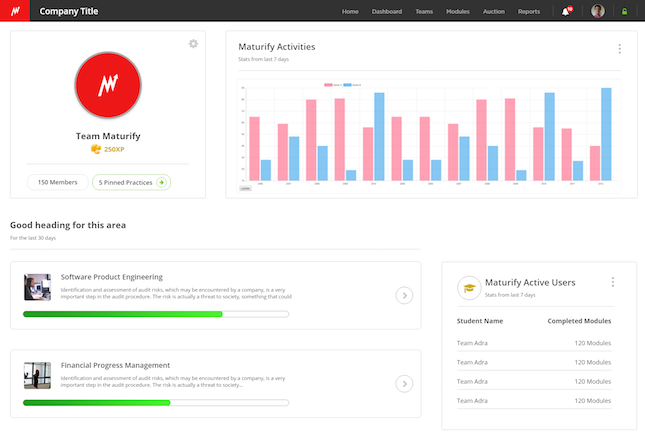 Company Title
Home Dashboard Teams Modules Auction Reports
Team Maturify
250XP
150 Members
5 Pinned Practices
Maturify Activities
Stats from last 7 days
Good heading for this area
For the last 30 days
Software Product Engineering
Identification and assessment of audit risks, which may be encountered by a company, is a very
important step in the audit procedure. The risk is actually a threat to society, something that could
Financial Progress Management
Identification and assessment of audit risks, which may be encountered by a company, is a very
important step in the audit procedure. The risk is actually a threat to society...
Maturify Active Users
Stats from last 7 days
Student Name Completed Modules
Team Adra 120 Modules
Team Adra 120 Modules
Team Adra 120 Modules
Team Adra 120 Modules